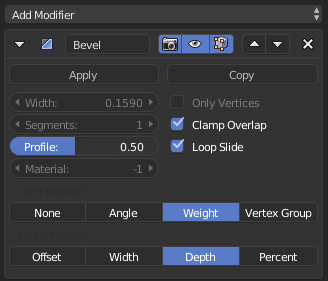 Add Modifier
Bevel
Apply Copy
Width: 0.1590 Only Vertices
Segments: 1 Clamp Overlap
Profile: 0.50 Loop Slide
Material: -1
Limit Method:
None Angle Weight Vertex Group
Width Method:
Offset Width Depth Percent